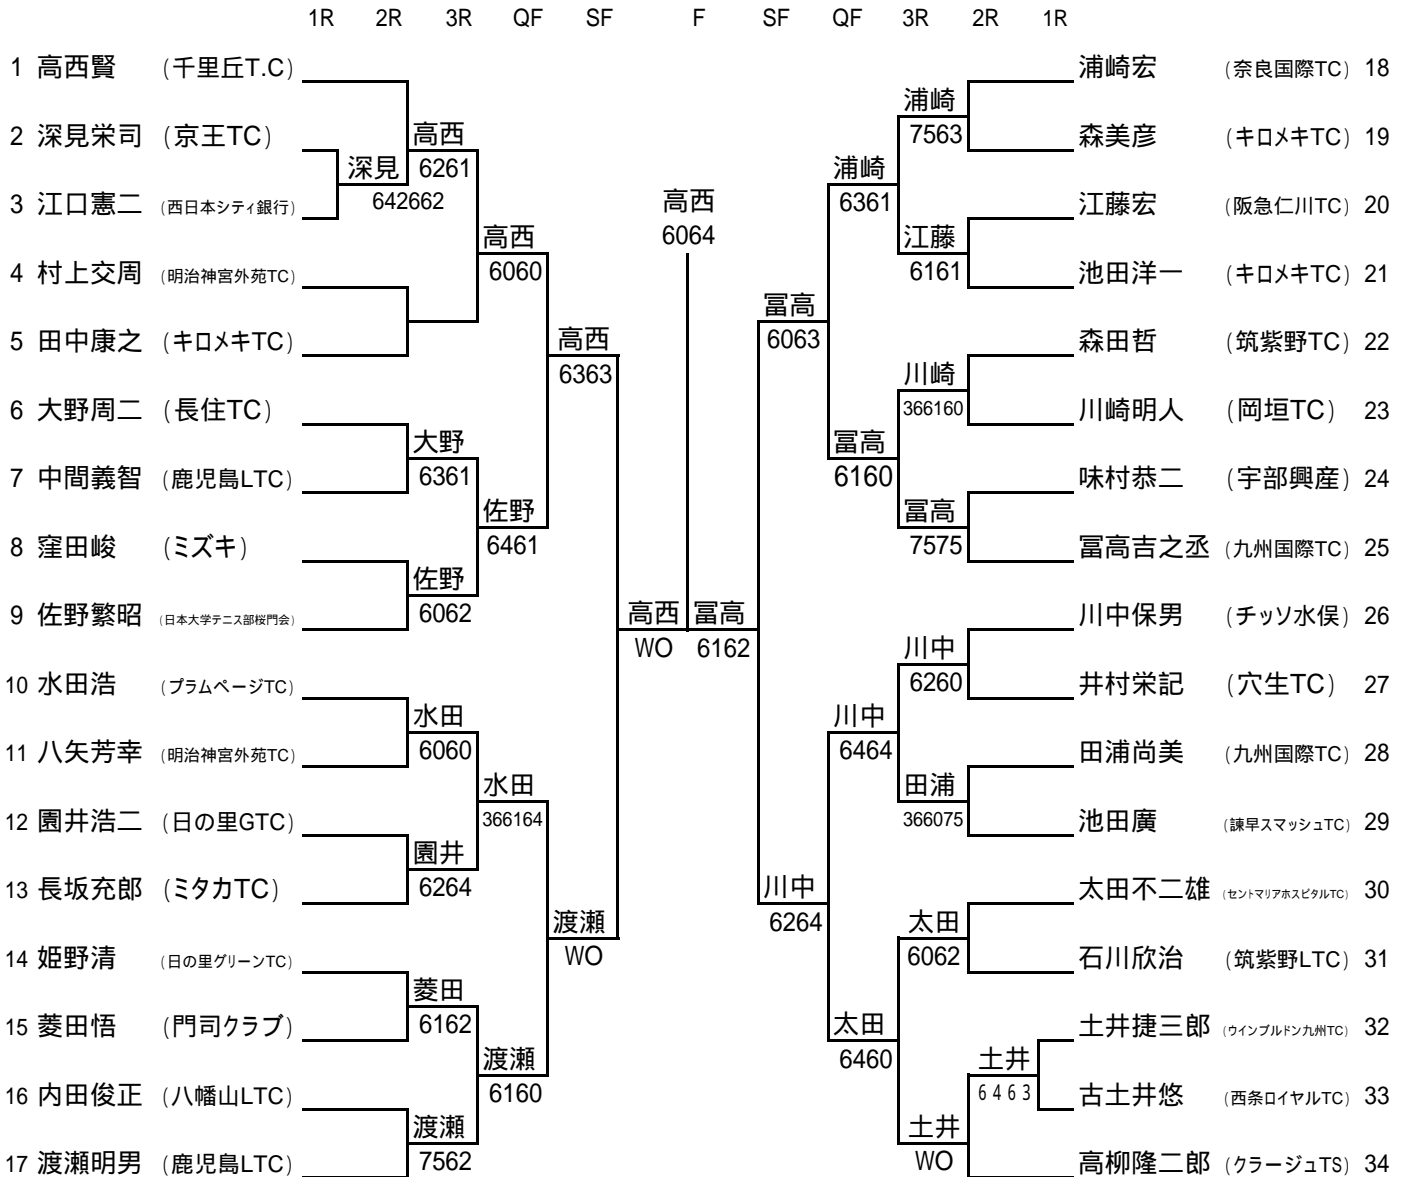 1R 2R 3R QF SF F SF QF 3R 2R 1R
1 高西賢 (千里丘T.C)
2 深見栄司 (京王TC)
3 江口憲二 (西日本シティ銀行)
4 村上交周 (明治神宮外苑TC)
5 田中康之 (キロメキTC)
6 大野周二 (長住TC)
7 中間義智 (鹿児島LTC)
8 窪田峻 (ミズキ)
9 佐野繁昭 (日本大学テニス部桜門会)
10 水田浩 (プラムページTC)
11 八矢芳幸 (明治神宮外苑TC)
12 園井浩二 (日の里GTC)
13 長坂充郎 (ミタカTC)
14 姫野清 (日の里グリーンTC)
15 菱田悟 (門司クラブ)
16 内田俊正 (八幡山LTC)
17 渡瀬明男 (鹿児島LTC)
深見
642662
高西
6261
大野
6361
佐野
6062
水田
6060
園井
6264
菱田
6162
渡瀬
7562
高西
6060
佐野
6461
水田
366164
渡瀬
6160
高西
6363
渡瀬
WO
高西
WO
高西
6064
冨高
6162
冨高
6063
川中
6264
浦崎
6361
冨高
6160
川中
6464
太田
6460
浦崎
7563
江藤
6161
川崎
366160
冨高
7575
川中
6260
田浦
366075
太田
6062
土井
WO
土井
6463
浦崎宏 (奈良国際TC) 18
森美彦 (キロメキTC) 19
江藤宏 (阪急仁川TC) 20
池田洋一 (キロメキTC) 21
森田哲 (筑紫野TC) 22
川崎明人 (岡垣TC) 23
味村恭二 (宇部興産) 24
冨高吉之丞 (九州国際TC) 25
川中保男 (チッソ水俣) 26
井村栄記 (穴生TC) 27
田浦尚美 (九州国際TC) 28
池田廣 (諫早スマッシュTC) 29
太田不二雄 (セントマリアホスピタルTC) 30
石川欣治 (筑紫野LTC) 31
土井捷三郎 (ウインブルドン九州TC) 32
古土井悠 (西条ロイヤルTC) 33
高柳隆二郎 (クラージュTS) 34